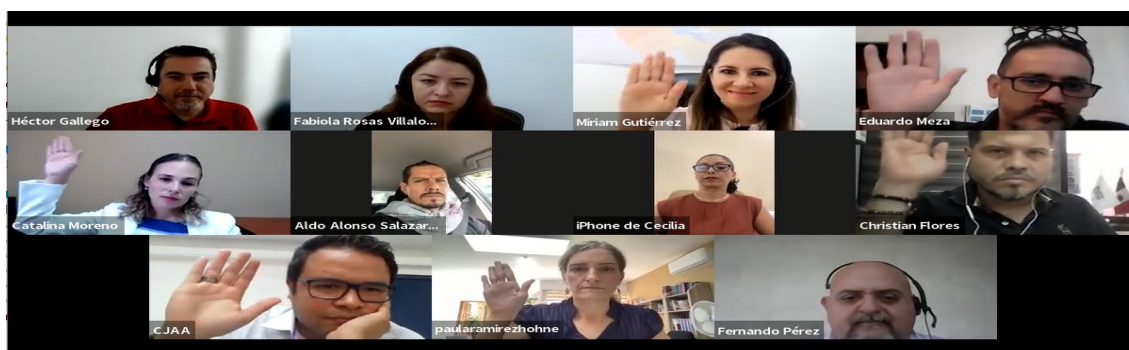 Héctor Gallego
Fabiola Rosas Villalo...
Miriam Gutiérrez
Eduardo Meza
Catalina Moreno
Aldo Alonso Salazar...
iPhone de Cecilia
Christian Flores
CJAA
paularamirezhohne
Fernando Pérez